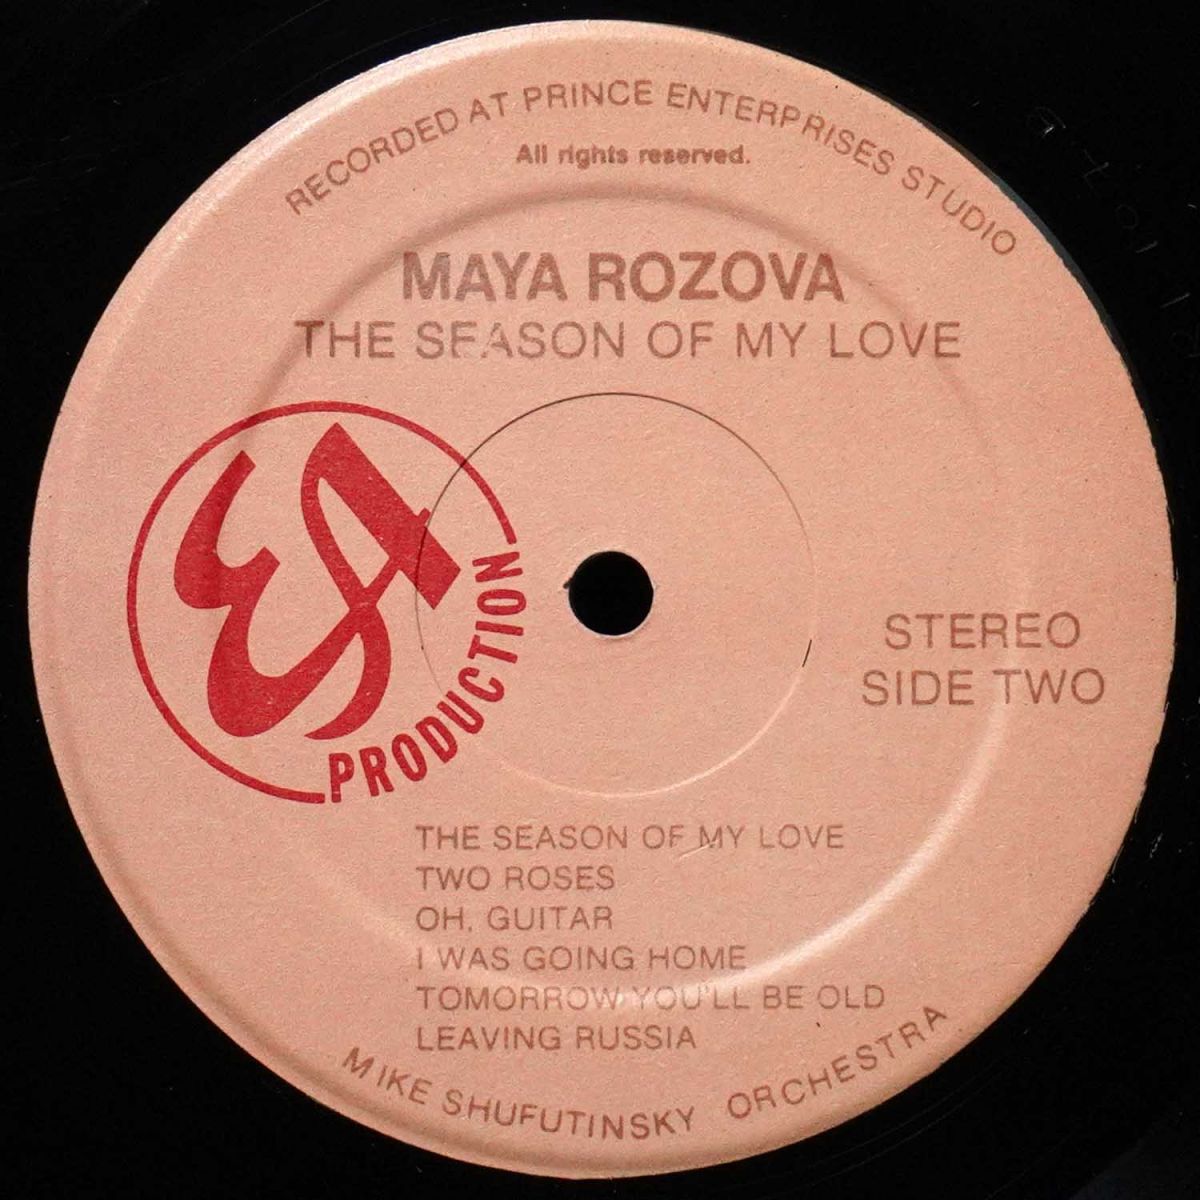 RECORDED AT PRINCE ENTERPRISES STUDIO
All rights reserved.
MAYA ROZOVA
THE SEASON OF MY LOVE
EA
PRODUCTION
STEREO
SIDE TWO
THE SEASON OF MY LOVE
TWO ROSES
OH, GUITAR
I WAS GOING HOME
TOMORROW YOU'LL BE OLD
LEAVING RUSSIA
MIKE SHUFUTINSKY ORCHESTRA